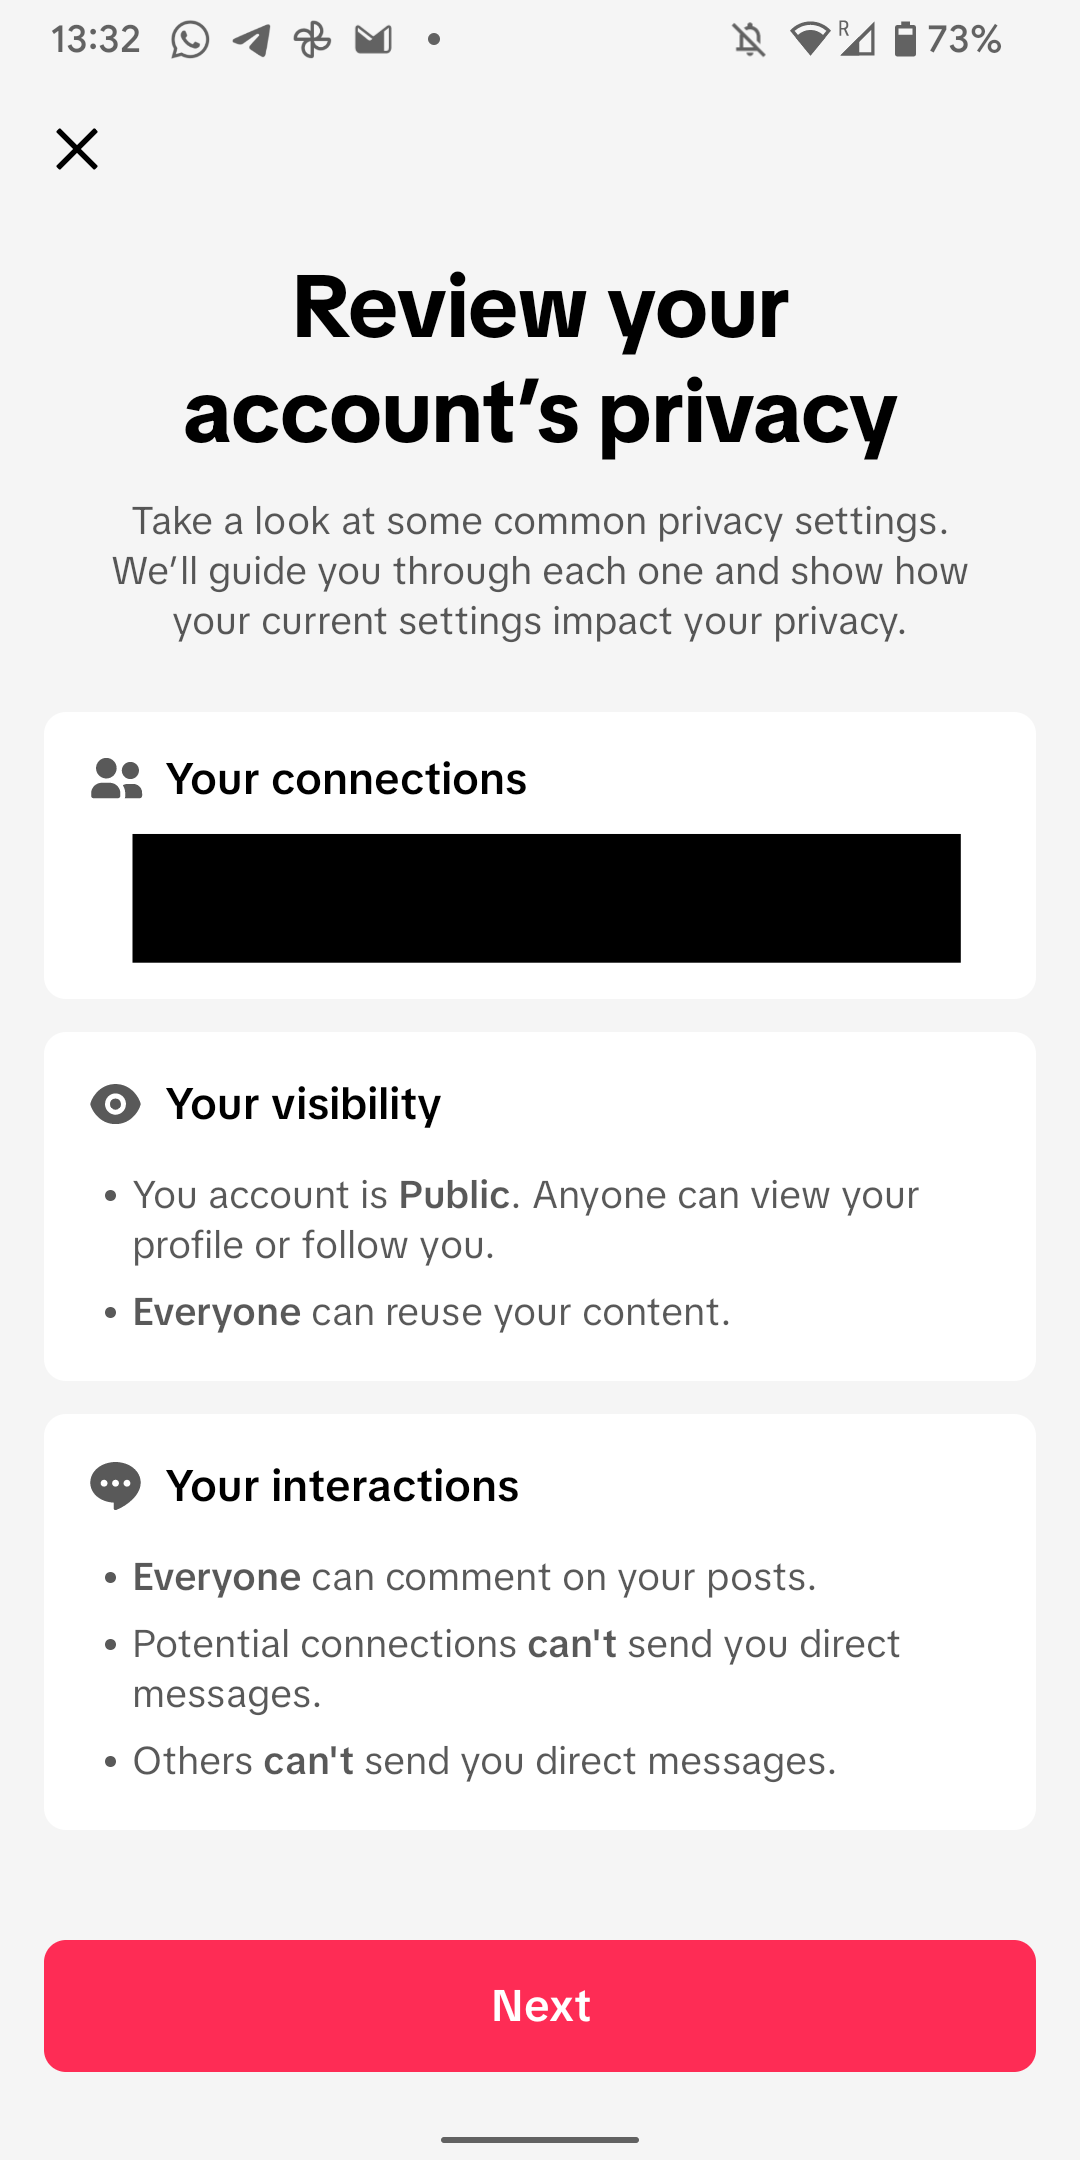 13:32
R
73%
Review your
account’s privacy
Take a look at some common privacy settings.
We’ll guide you through each one and show how
your current settings impact your privacy.
Your connections
Your visibility
• You account is Public. Anyone can view your
profile or follow you.
• Everyone can reuse your content.
Your interactions
• Everyone can comment on your posts.
• Potential connections can't send you direct
messages.
• Others can't send you direct messages.
Next